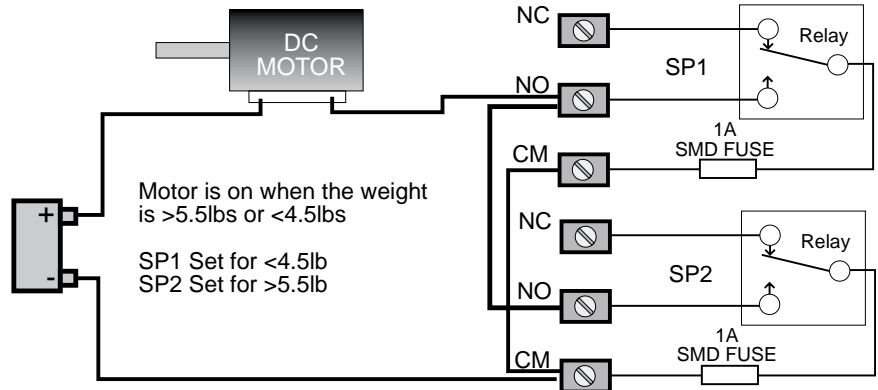 DC
MOTOR
NC
SP1
Relay
NO
1A
SMD FUSE
CM
Motor is on when the weight
is >5.5lbs or <4.5lbs
SP1 Set for <4.5lb
SP2 Set for >5.5lb
+
-
NC
SP2
Relay
NO
1A
SMD FUSE
CM